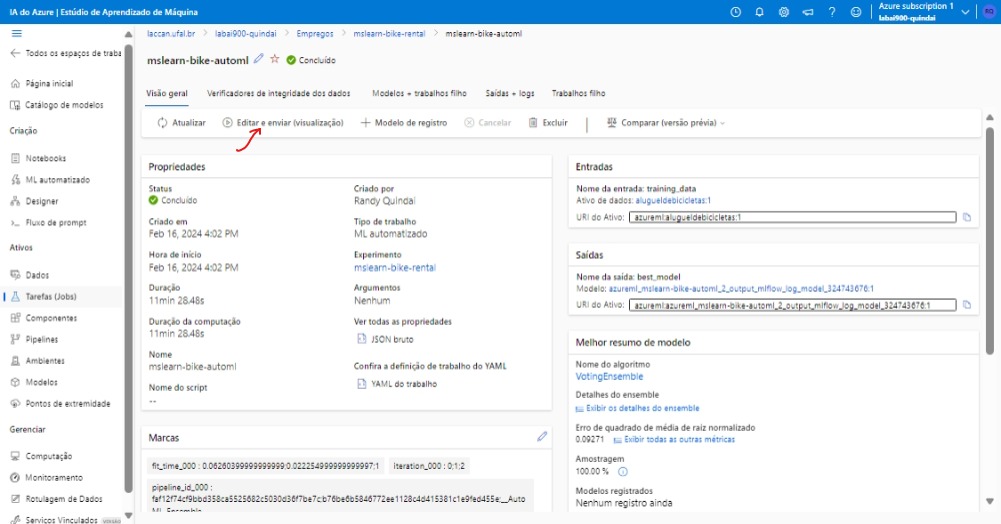 IA do Azure | Estúdio de Aprendizado de Máquina
Azure subscription 1
labai900-quindai
RQ
laccan.ufal.br > labai900-quindai > Empregos > mslearn-bike-rental > mslearn-bike-automl
Todos os espaços de traba
Página inicial
Catálogo de modelos
Criação
Notebooks
ML automatizado
Designer
Fluxo de prompt
Ativos
Dados
Tarefas (Jobs)
Componentes
Pipelines
Ambientes
Modelos
Pontos de extremidade
Gerenciar
Computação
Monitoramento
Rotulagem de Dados
Serviços Vinculados
mslearn-bike-automl Concluído
Visão geral Verificadores de integridade dos dados Modelos + trabalhos filho Saídas + logs Trabalhos filho
Atualizar Editar e enviar (visualização) Modelo de registro Cancelar Excluir Comparar (versão prévia)
Propriedades
Status
Concluído
Criado em
Feb 16, 2024 4:02 PM
Hora de início
Feb 16, 2024 4:02 PM
Duração
11min 28.48s
Duração da computação
11min 28.48s
Nome
mslearn-bike-automl
Nome do script
--
Criado por
Randy Quindai
Tipo de trabalho
ML automatizado
Experimento
mslearn-bike-rental
Argumentos
Nenhum
Ver todas as propriedades
JSON bruto
Confira a definição de trabalho do YAML
YAML do trabalho
Marcas
fit_time_000 : 0.06260399999999999;0.022254999999999997;1 iteration_000 : 0;1;2
pipeline_id_000 :
faf12f74cf9bbd358ca5525682c5030d36f7be7cb76be6b5846772ee1128c4d415381c1e9fed455e;__Auto
ML_Ensemble
Entradas
Nome da entrada: training_data
Ativo de dados: alugueldebicicletas:1
URI do Ativo: azureml:alugueldebicicletas:1
Saídas
Nome da saída: best_model
Modelo: azureml_mslearn-bike-automl_2_output_mlflow_log_model_324743676:1
URI do Ativo: azureml:azureml_mslearn-bike-automl_2_output_mlflow_log_model_324743676:1
Melhor resumo de modelo
Nome do algoritmo
VotingEnsemble
Detalhes do ensemble
Exibir os detalhes do ensemble
Erro de quadrado de média de raiz normalizado
0.09271 Exibir todas as outras métricas
Amostragem
100.00 %
Modelos registrados
Nenhum registro ainda